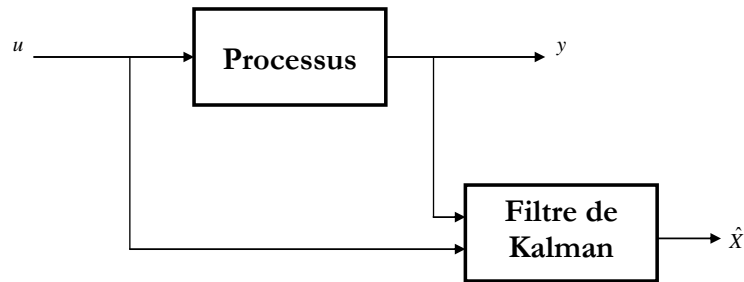 u
Processus
y
Filtre de
Kalman
X̂